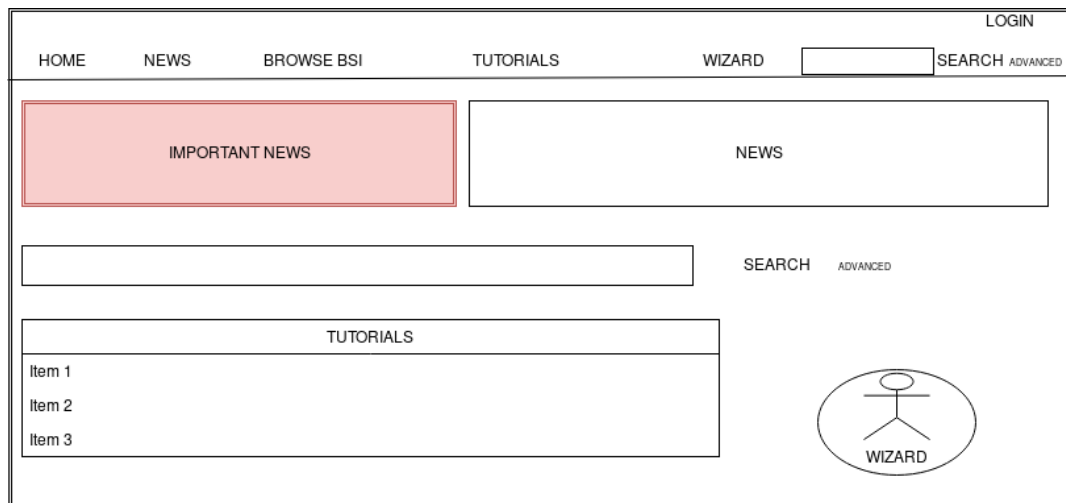 LOGIN
HOME NEWS BROWSE BSI TUTORIALS WIZARD SEARCH ADVANCED
IMPORTANT NEWS NEWS
SEARCH ADVANCED
TUTORIALS
Item 1
Item 2
Item 3
WIZARD